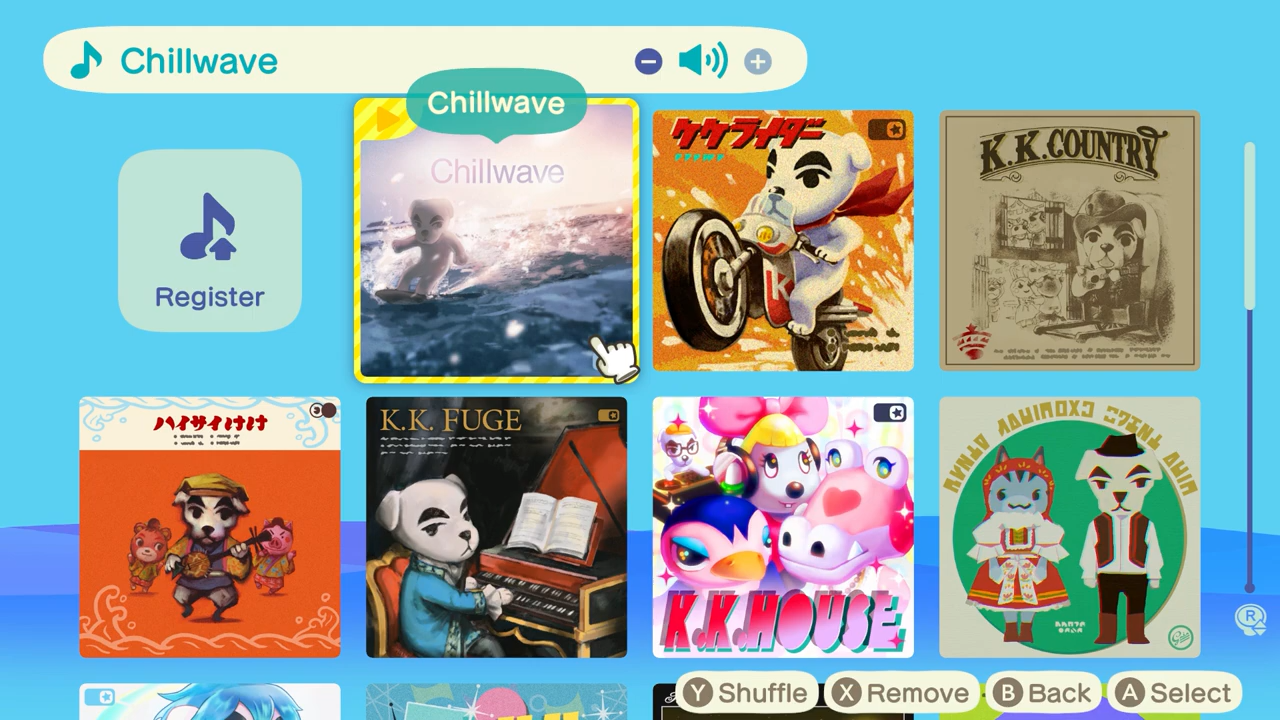 Chillwave
Chillwave
Chillwave
Register
ケケライダー
K
K.K.COUNTRY
ハイサイけけ
K.K. FUGE
K.K.HOUSE
R
Y Shuffle
X Remove
B Back
A Select